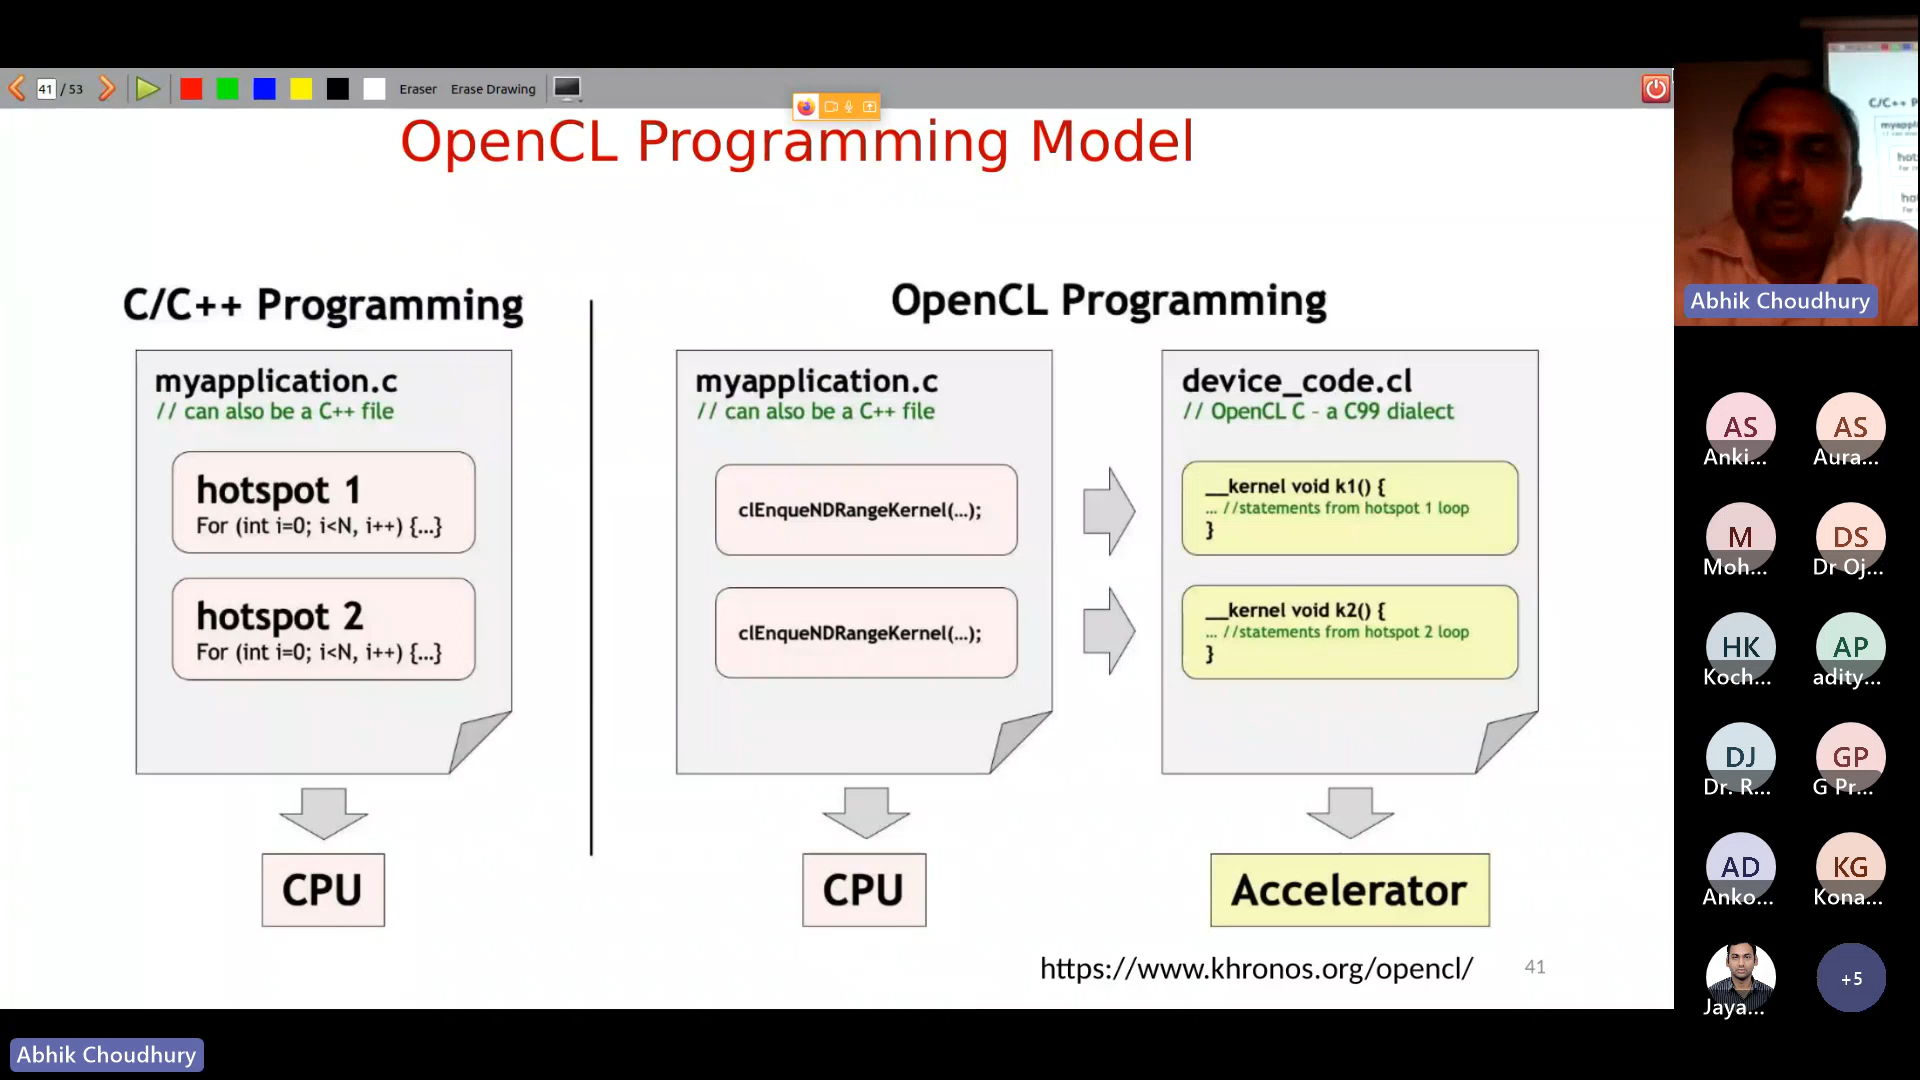 41 / 53 Eraser Erase Drawing
OpenCL Programming Model
C/C++ Programming
myapplication.c
// can also be a C++ file
hotspot 1
For (int i=0; i<N, i++) {...}
hotspot 2
For (int i=0; i<N, i++) {...}
CPU
OpenCL Programming
myapplication.c
// can also be a C++ file
clEnqueNDRangeKernel(...);
clEnqueNDRangeKernel(...);
CPU
device_code.cl
// OpenCL C – a C99 dialect
__kernel void k1() {
... //statements from hotspot 1 loop
}
__kernel void k2() {
... //statements from hotspot 2 loop
}
Accelerator
https://www.khronos.org/opencl/
41
Abhik Choudhury
C/C++ P
Abhik Choudhury
AS AS
Anki... Aura...
M DS
Moh... Dr Oj...
HK AP
Koch... adity...
DJ GP
Dr. R... G Pr...
AD KG
Anko... Kona...
Jaya... +5